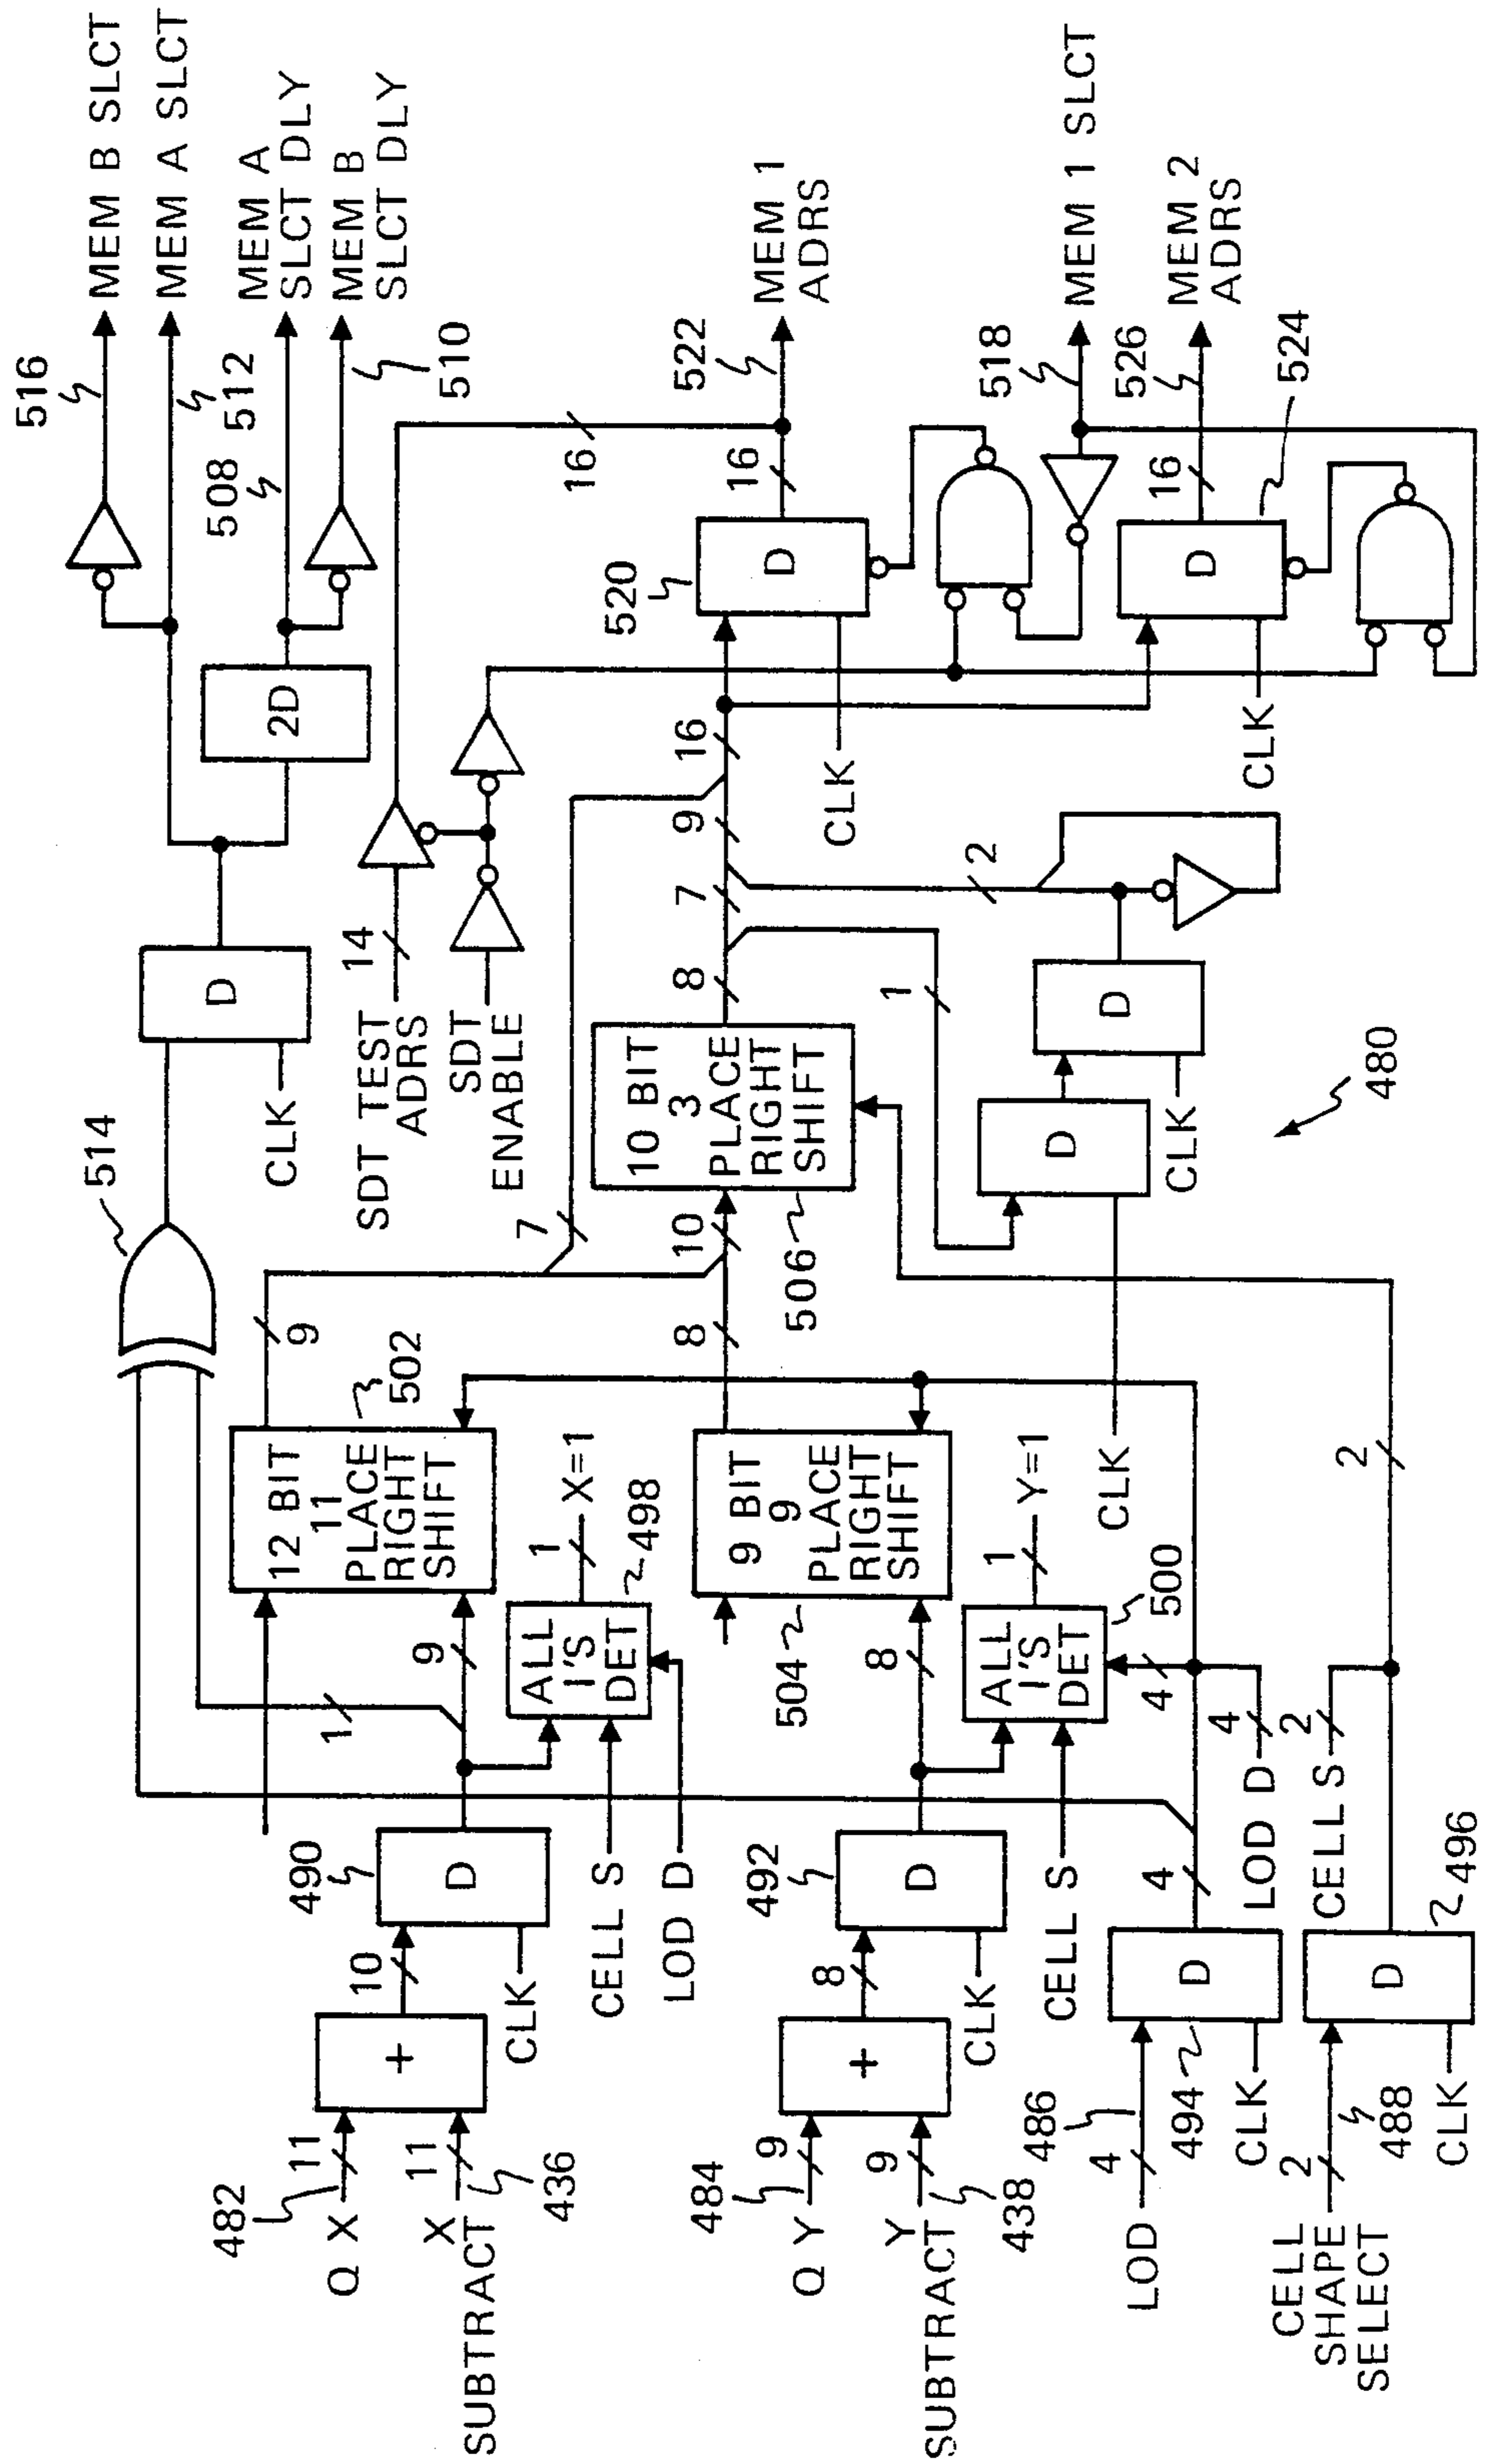 516
MEM B SLCT
MEM A SLCT
512
508
MEM A
SLCT DLY
MEM B
SLCT DLY
510
2D
D
CLK
514
SDT TEST
ADRS
14
SDT
ENABLE
16
16
522
MEM 1
ADRS
520
D
CLK
518
MEM 1 SLCT
526
MEM 2
ADRS
16
524
D
CLK
16
9
7
2
8
1
7
10 BIT
3
PLACE
RIGHT
SHIFT
506
10
8
D
CLK
D
CLK
480
9
502
12 BIT
11
PLACE
RIGHT
SHIFT
9
1
X=1
1
498
ALL
I'S
DET
9 BIT
9
PLACE
RIGHT
SHIFT
504
8
Y=1
1
500
ALL
I'S
DET
4
2
490
D
CLK
10
+
CELL S
LOD D
492
D
CLK
8
+
CELL S
4
LOD D
4
CELL S
2
496
D
CLK
D
494
CLK
482
Q X
11
X
SUBTRACT
11
436
484
Q Y
9
Y
SUBTRACT
9
438
486
LOD
4
CELL
SHAPE
SELECT
2
488